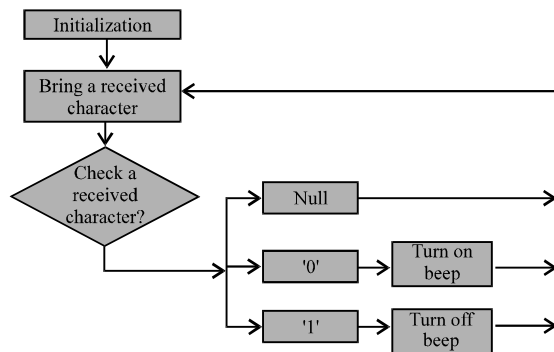 Initialization
Bring a received
character
Check a
received
character?
Null
'0'
Turn on
beep
'1'
Turn off
beep